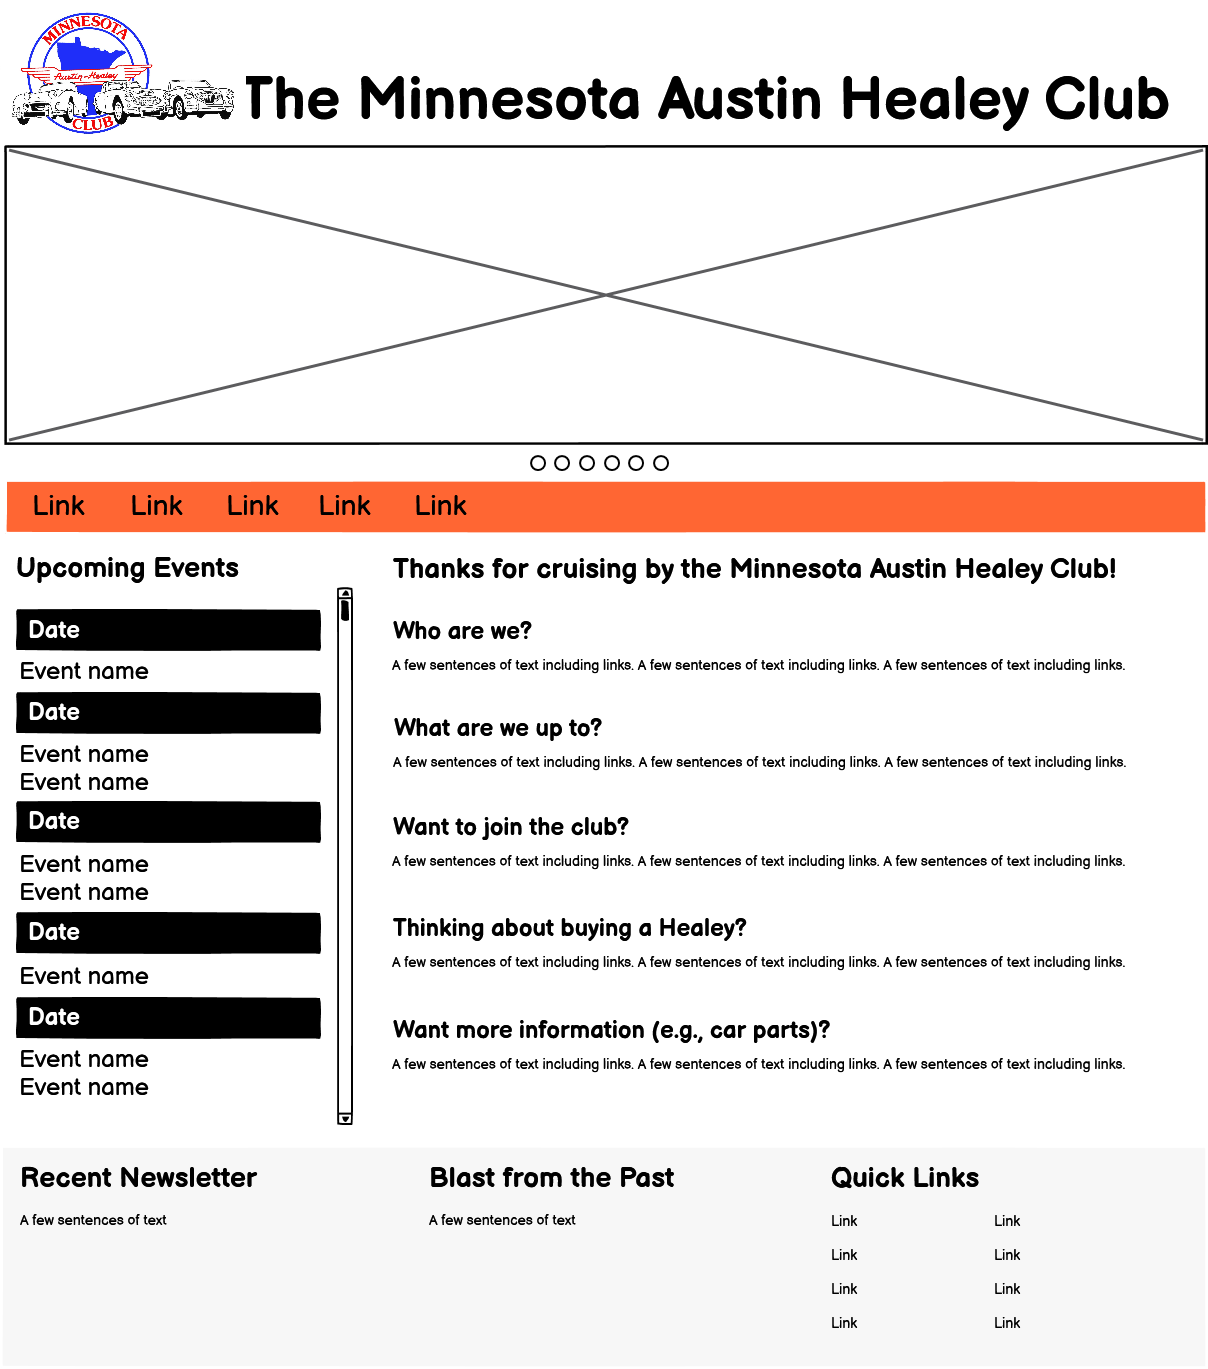 MINNESOTA
Austin-Healey
CLUB
The Minnesota Austin Healey Club
Link Link Link Link Link
Upcoming Events
Date
Event name
Date
Event name
Event name
Date
Event name
Event name
Date
Event name
Date
Event name
Event name
Thanks for cruising by the Minnesota Austin Healey Club!
Who are we?
A few sentences of text including links. A few sentences of text including links. A few sentences of text including links.
What are we up to?
A few sentences of text including links. A few sentences of text including links. A few sentences of text including links.
Want to join the club?
A few sentences of text including links. A few sentences of text including links. A few sentences of text including links.
Thinking about buying a Healey?
A few sentences of text including links. A few sentences of text including links. A few sentences of text including links.
Want more information (e.g., car parts)?
A few sentences of text including links. A few sentences of text including links. A few sentences of text including links.
Recent Newsletter
A few sentences of text
Blast from the Past
A few sentences of text
Quick Links
Link Link
Link Link
Link Link
Link Link